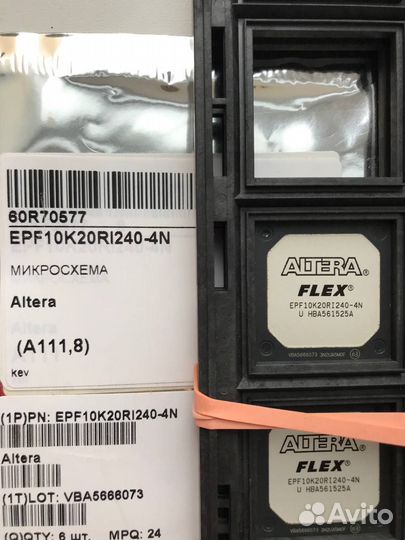 60R70577
EPF10K20RI240-4N
МИКРОСХЕМА
Altera
(A111,8)
kev
(1P)PN: EPF10K20RI240-4N
Altera
(1T)LOT: VBA5666073
(Q)QTY: 6 шт. MPQ: 24
ALTERA®
FLEX®
EPF10K20RI240-4N
U HBA561525A
VBA5666073
ALTERA®
FLEX®
EPF10K20RI240-4N
U HBA561525A
Avito